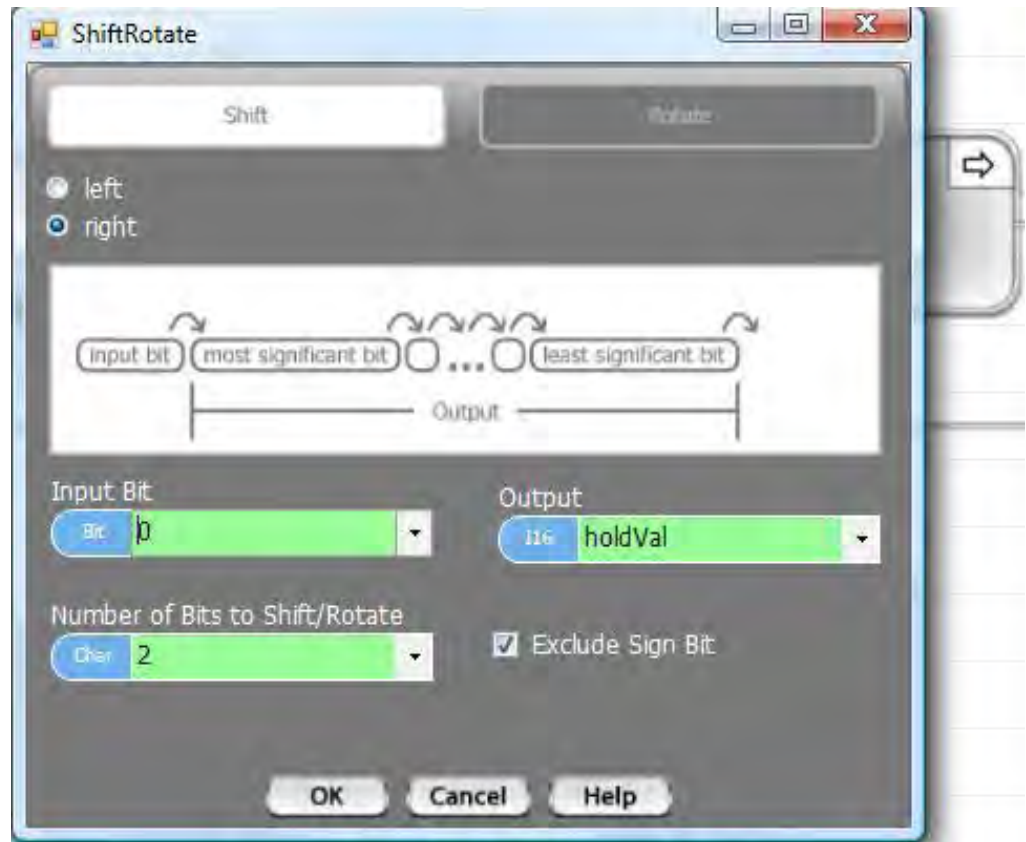 ShiftRotate
Shift
Rotate
left
right
input bit most significant bit ... least significant bit
Output
Input Bit
Output
Bit 0
I16 holdVal
Number of Bits to Shift/Rotate
Char 2
Exclude Sign Bit
OK Cancel Help